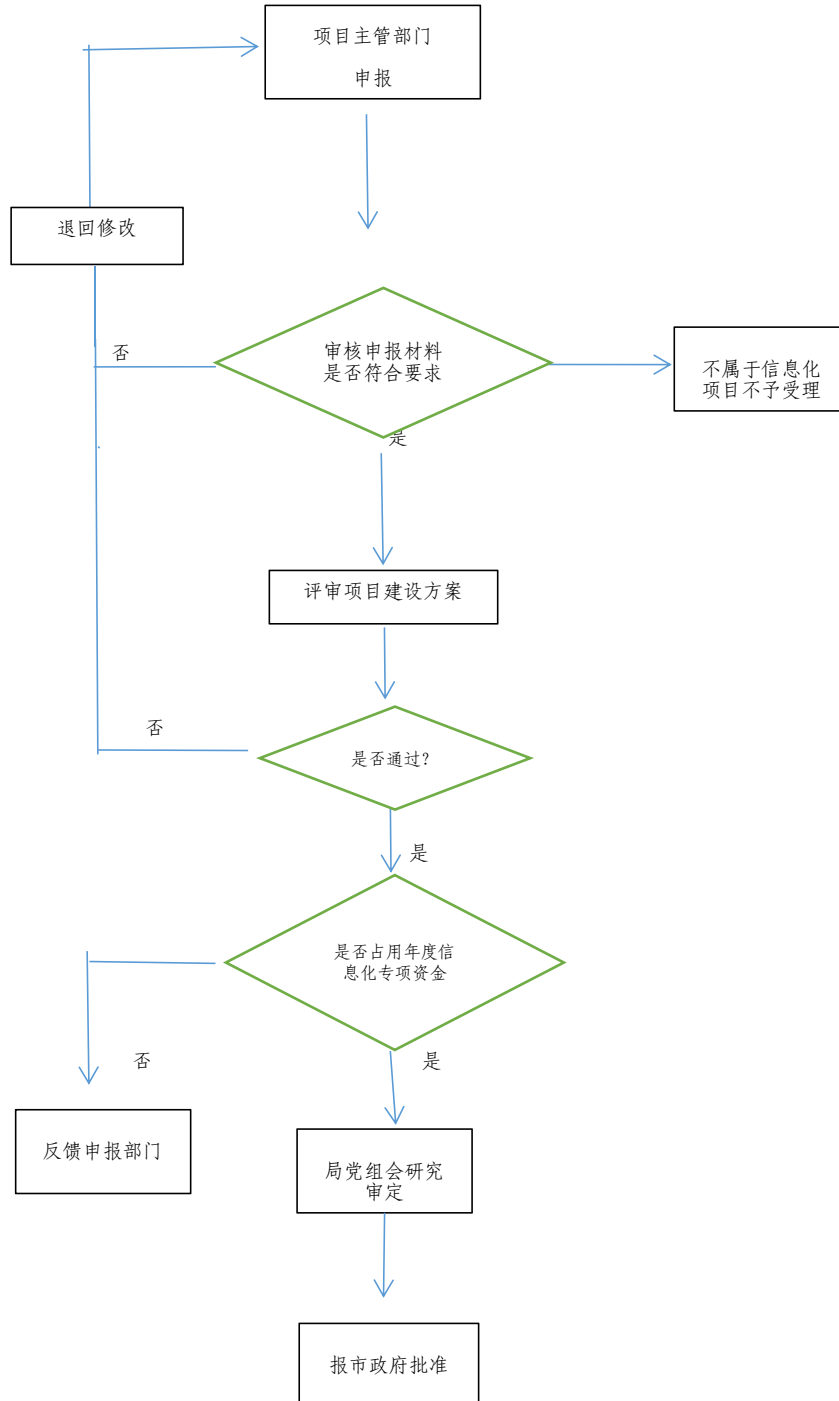 项目主管部门
申报
退回修改
否
审核申报材料
是否符合要求
不属于信息化
项目不予受理
是
评审项目建设方案
否
是否通过?
是
是否占用年度信
息化专项资金
否
是
反馈申报部门
局党组会研究
审定
报市政府批准